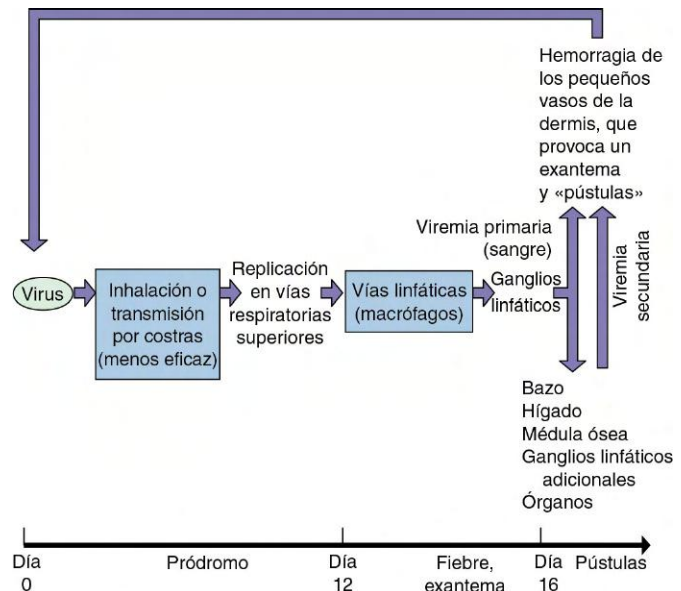 Hemorragia de
los pequeños
vasos de la
dermis, que
provoca un
exantema
y «pústulas»
Viremia primaria
(sangre)
Viremia
secundaria
Virus
Inhalación o
transmisión
por costras
(menos eficaz)
Replicación
en vías
respiratorias
superiores
Vías linfáticas
(macrófagos)
Ganglios
linfáticos
Bazo
Hígado
Médula ósea
Ganglios linfáticos
adicionales
Órganos
Día
0
Pródromo
Día
12
Fiebre,
exantema
Día
16
Pústulas